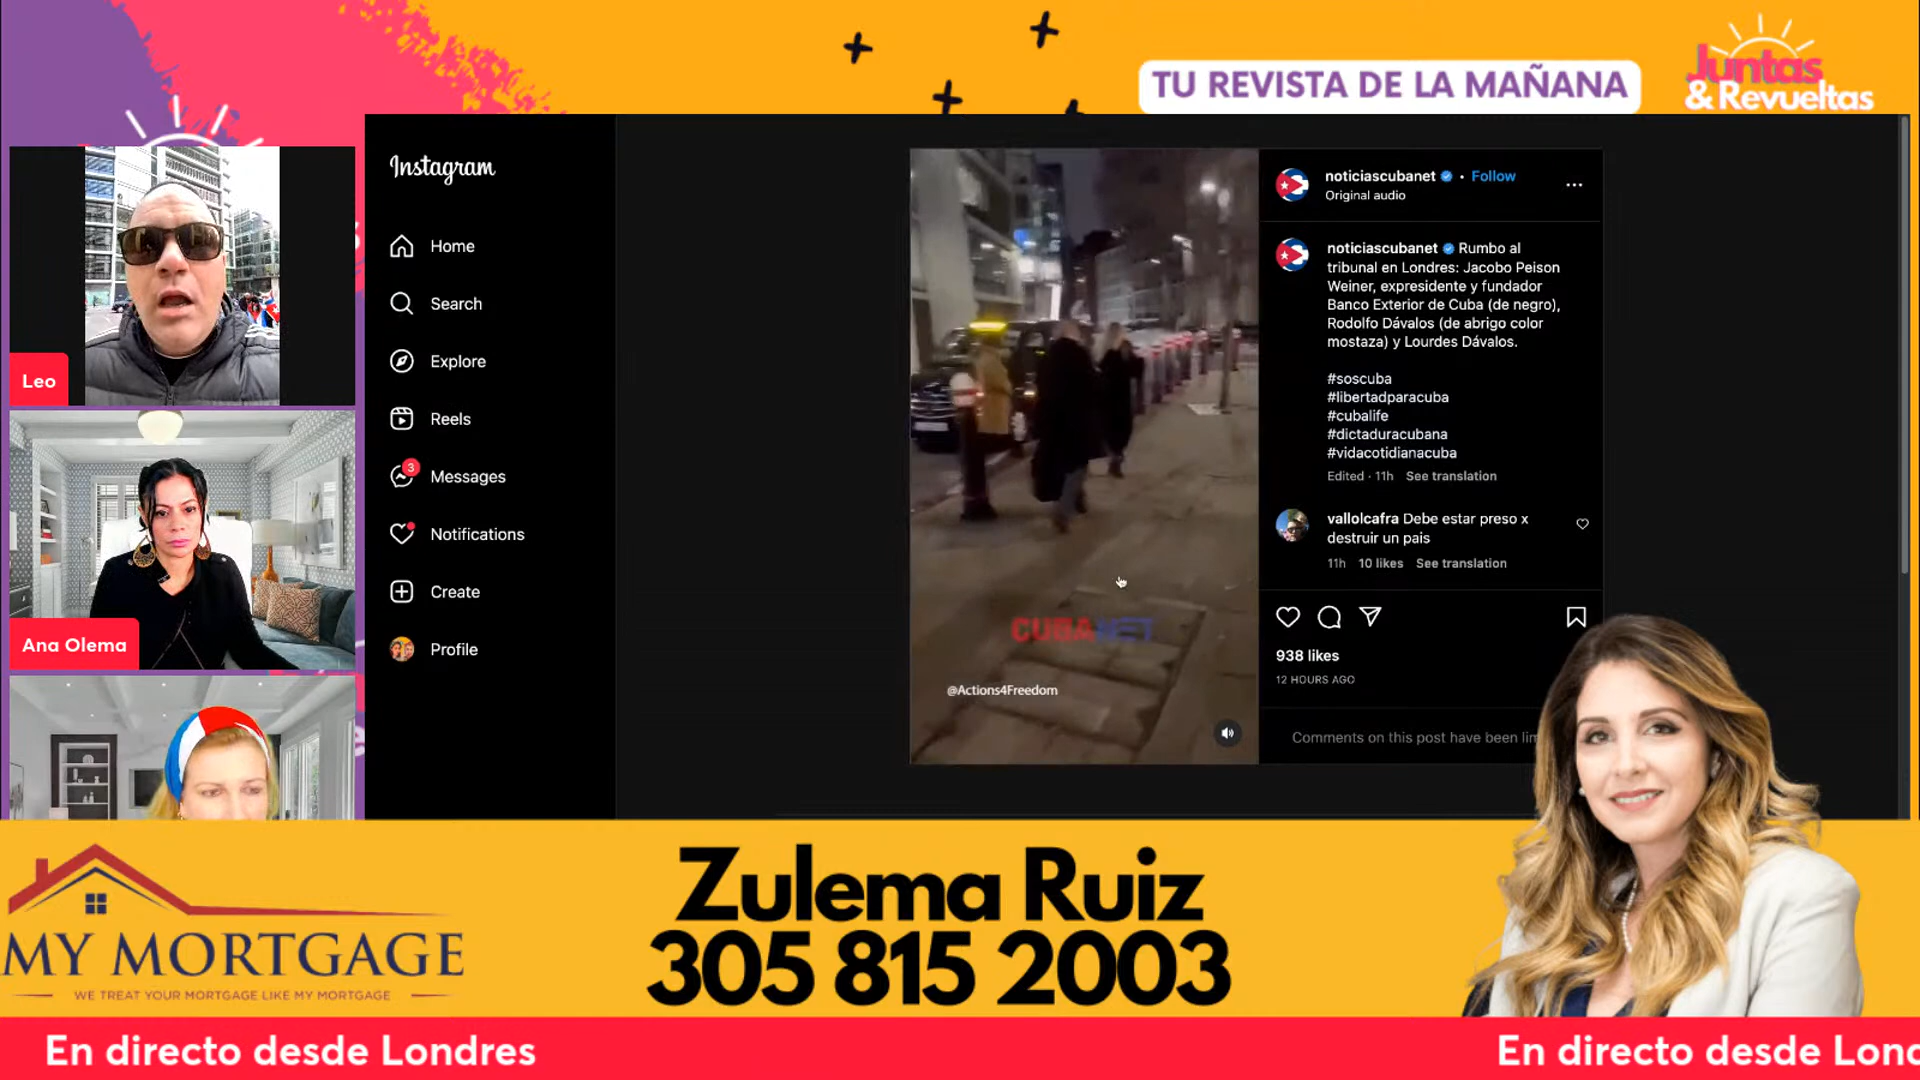 TU REVISTA DE LA MAÑANA
Juntas
& Revueltas
Leo
Ana Olema
Instagram
Home
Search
Explore
Reels
3
Messages
Notifications
Create
Profile
CUBANET
@Actions4Freedom
noticiascubanet • Follow
Original audio
...
noticiascubanet Rumbo al
tribunal en Londres: Jacobo Peison
Weiner, expresidente y fundador
Banco Exterior de Cuba (de negro),
Rodolfo Dávalos (de abrigo color
mostaza) y Lourdes Dávalos.
#soscuba
#libertadparacuba
#cubalife
#dictaduracubana
#vidacotidianacuba
Edited · 11h See translation
vallolcafra Debe estar preso x
destruir un pais
11h 10 likes See translation
938 likes
12 HOURS AGO
Comments on this post have been lim
MY MORTGAGE
WE TREAT YOUR MORTGAGE LIKE MY MORTGAGE
Zulema Ruiz
305 815 2003
En directo desde Londres
En directo desde Lond